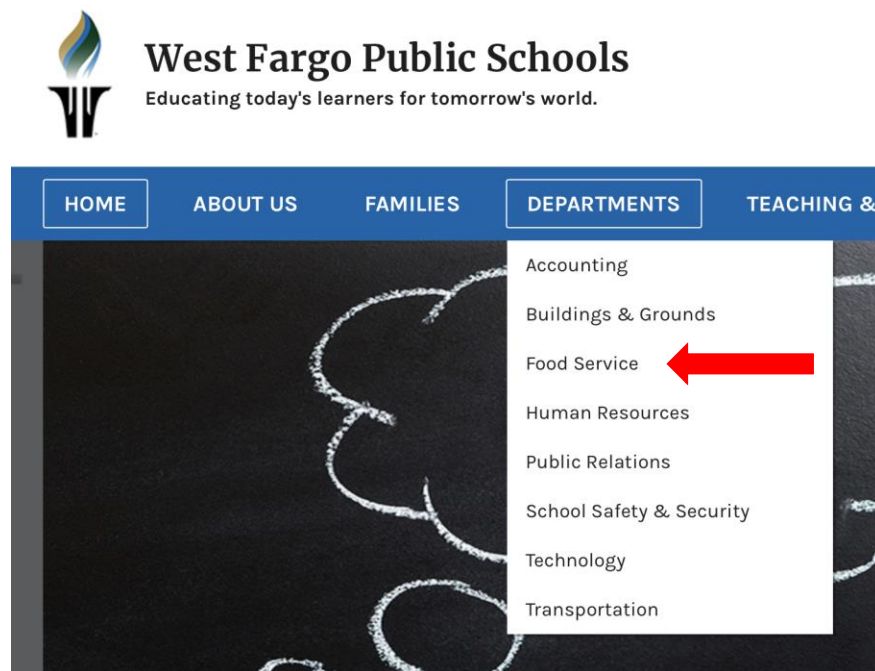 West Fargo Public Schools
Educating today's learners for tomorrow's world.
HOME ABOUT US FAMILIES DEPARTMENTS TEACHING &
Accounting
Buildings & Grounds
Food Service
Human Resources
Public Relations
School Safety & Security
Technology
Transportation